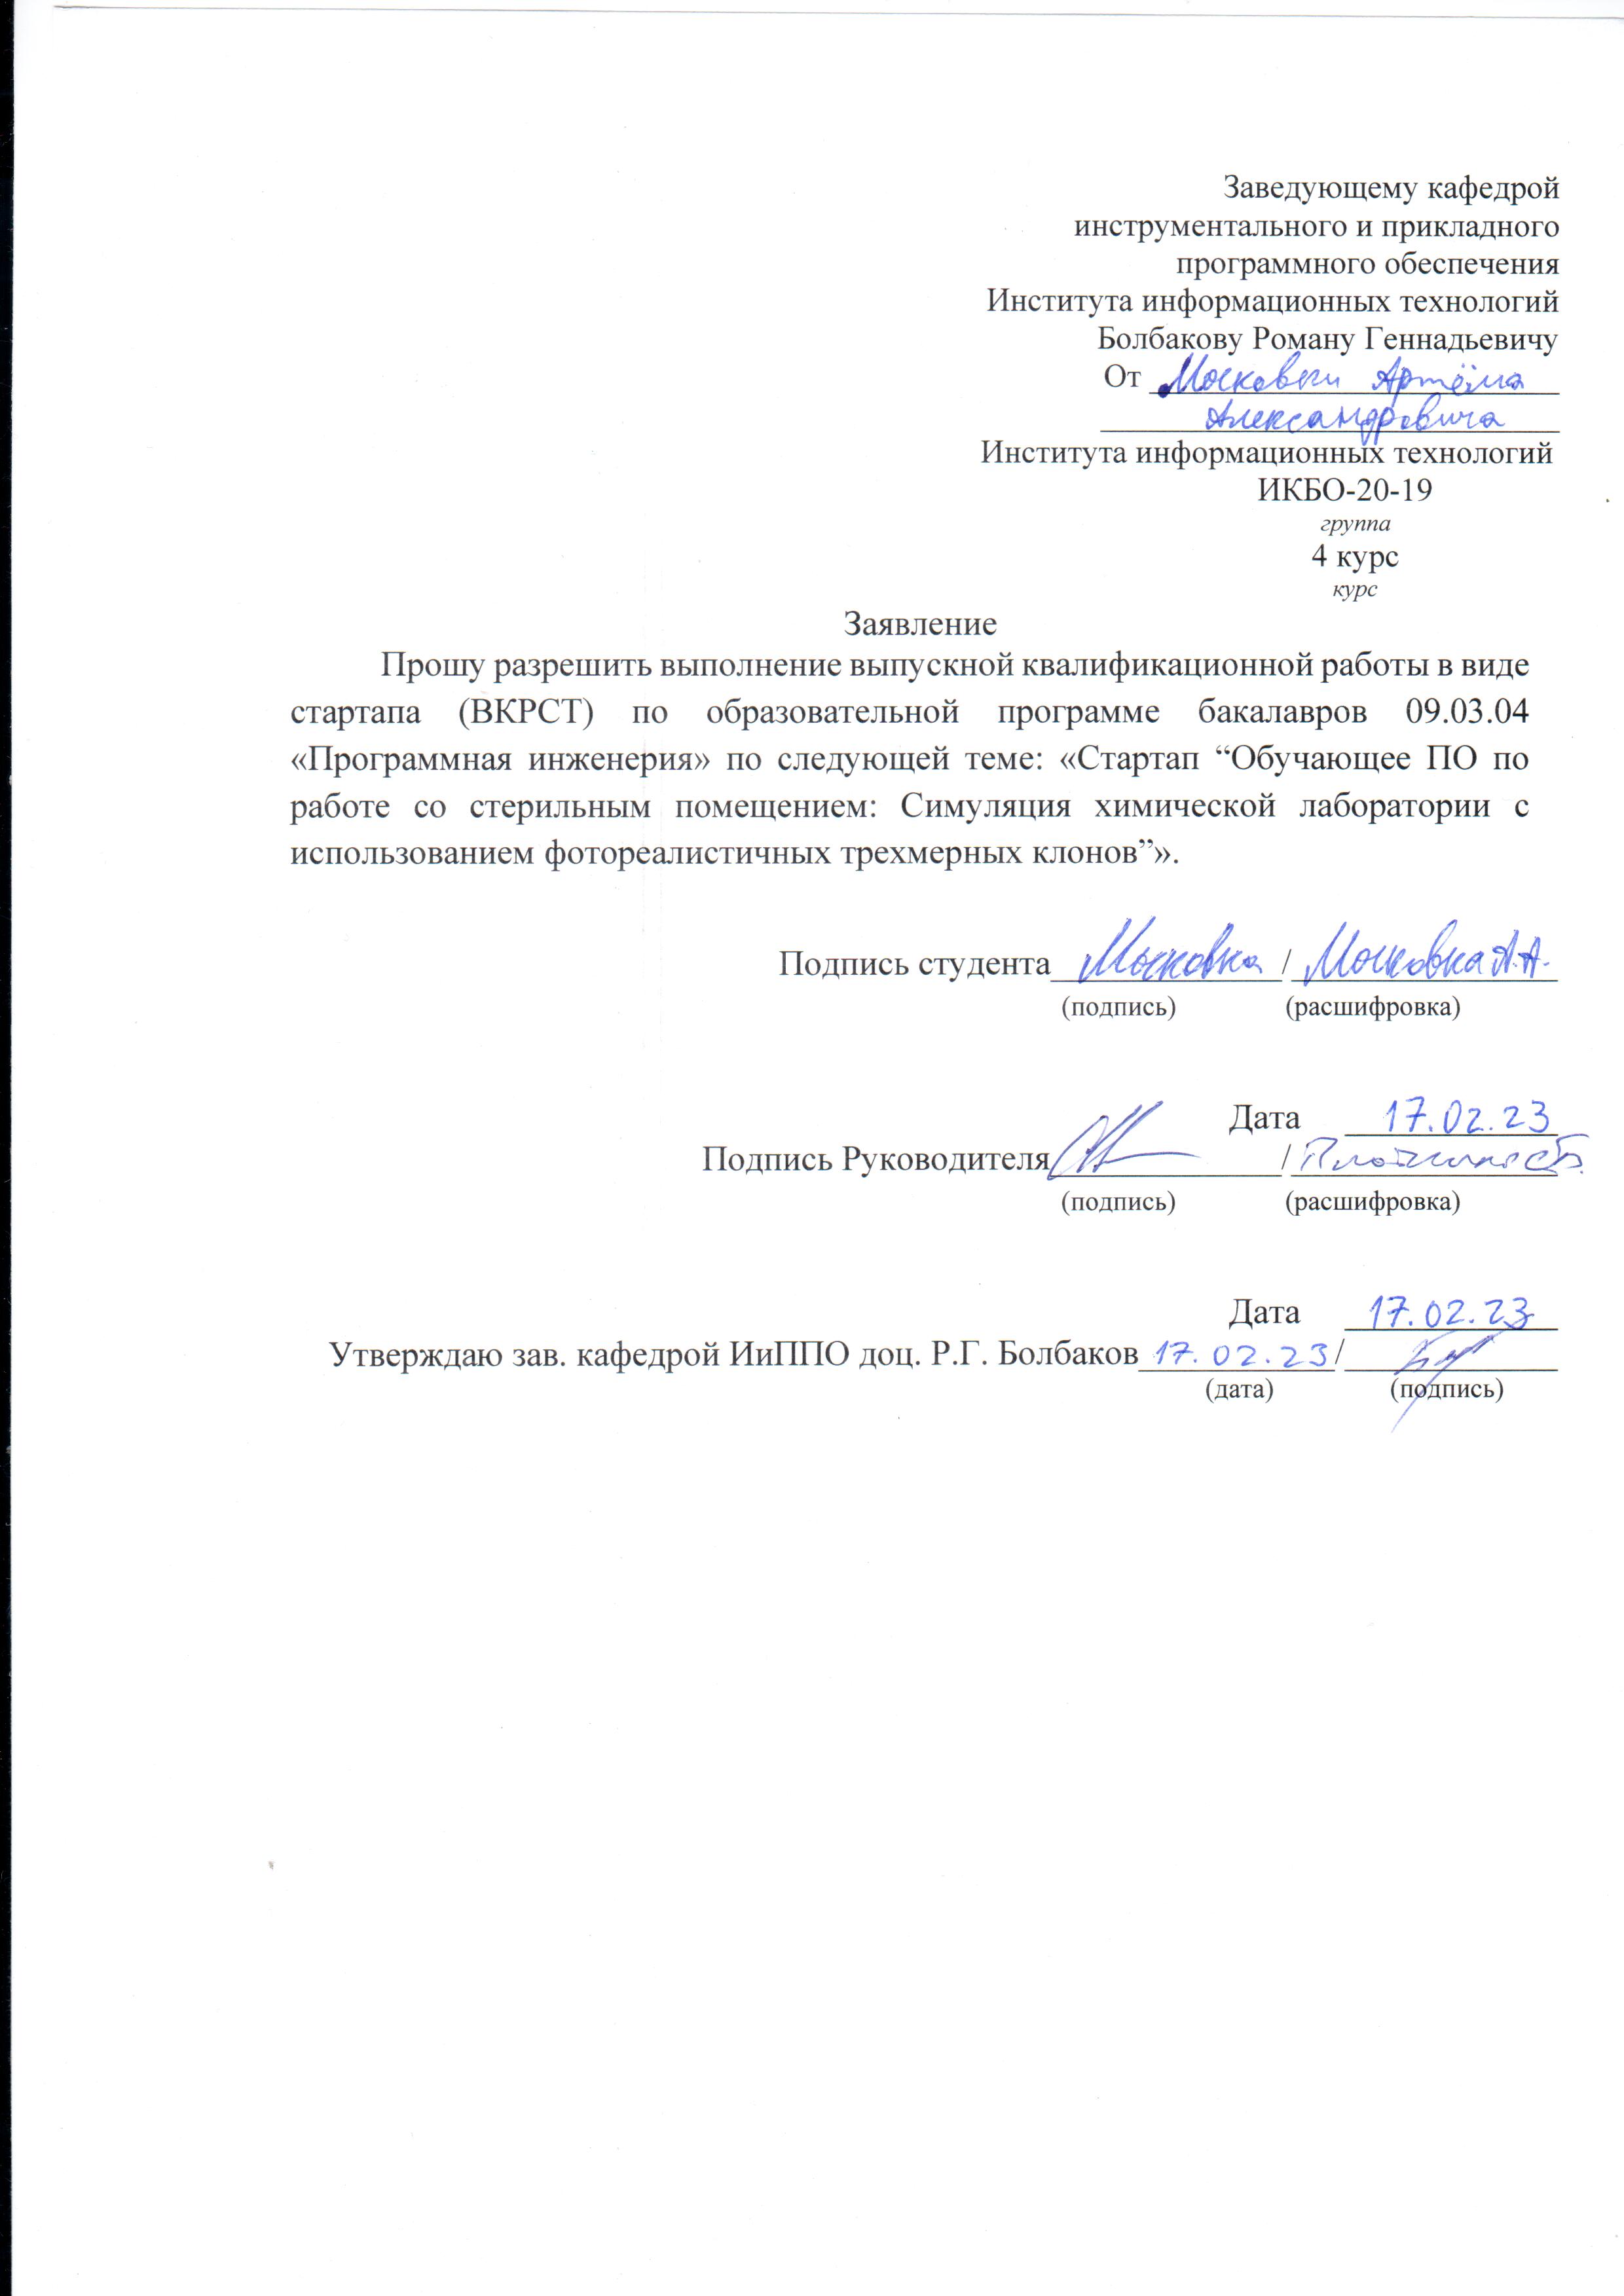 Заведующему кафедрой
инструментального и прикладного
программного обеспечения
Института информационных технологий
Болбакову Роману Геннадьевичу
От Московки Артёма
Александровича
Института информационных технологий
ИКБО-20-19
группа
4 курс
курс
Заявление
Прошу разрешить выполнение выпускной квалификационной работы в виде
стартапа (ВКРСТ) по образовательной программе бакалавров 09.03.04
«Программная инженерия» по следующей теме: «Стартап “Обучающее ПО по
работе со стерильным помещением: Симуляция химической лаборатории с
использованием фотореалистичных трехмерных клонов”».
Подпись студента Московка / Московка А.А.
(подпись) (расшифровка)
Дата 17.02.23
Подпись Руководителя /
(подпись) (расшифровка)
Дата 17.02.23
Утверждаю зав. кафедрой ИиППО доц. Р.Г. Болбаков 17.02.23 /
(дата) (подпись)